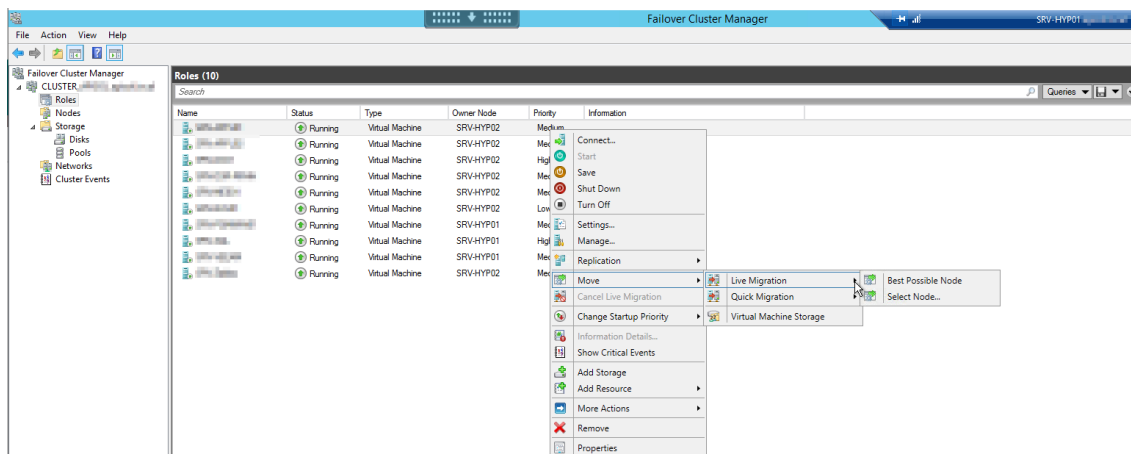 Failover Cluster Manager
SRV-HYP01
File Action View Help
Failover Cluster Manager
CLUSTER
Roles
Nodes
Storage
Disks
Pools
Networks
Cluster Events
Roles (10)
Search
Queries
Name Status Type Owner Node Priority Information
Running Virtual Machine SRV-HYP02 Medium
Running Virtual Machine SRV-HYP02
Running Virtual Machine SRV-HYP02
Running Virtual Machine SRV-HYP02
Running Virtual Machine SRV-HYP02
Running Virtual Machine SRV-HYP02
Running Virtual Machine SRV-HYP01
Running Virtual Machine SRV-HYP01
Running Virtual Machine SRV-HYP01
Running Virtual Machine SRV-HYP02
Connect...
Start
Save
Shut Down
Turn Off
Settings...
Manage...
Replication
Move
Cancel Live Migration
Change Startup Priority
Information Details...
Show Critical Events
Add Storage
Add Resource
More Actions
Remove
Properties
Live Migration
Quick Migration
Virtual Machine Storage
Best Possible Node
Select Node...